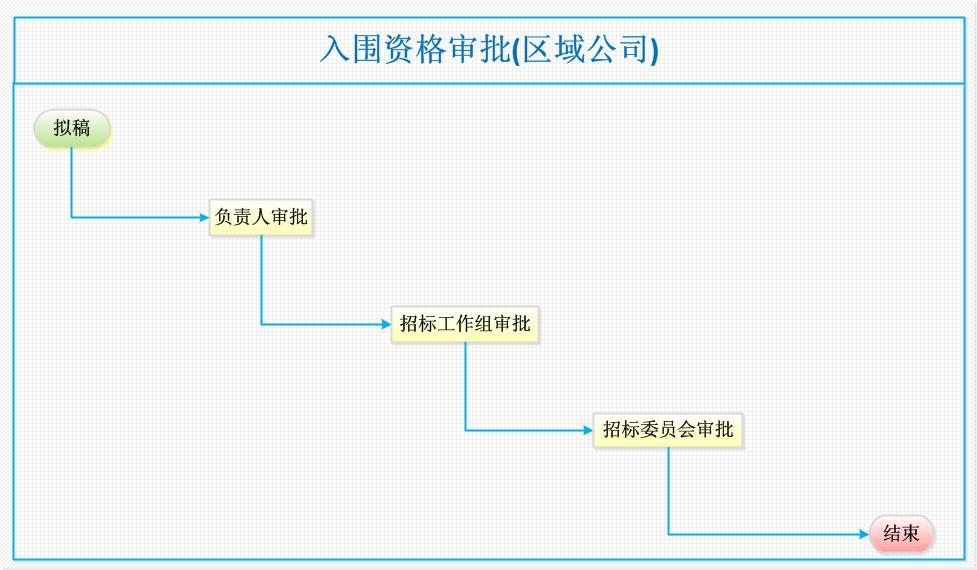 入围资格审批(区域公司)
拟稿
负责人审批
招标工作组审批
招标委员会审批
结束